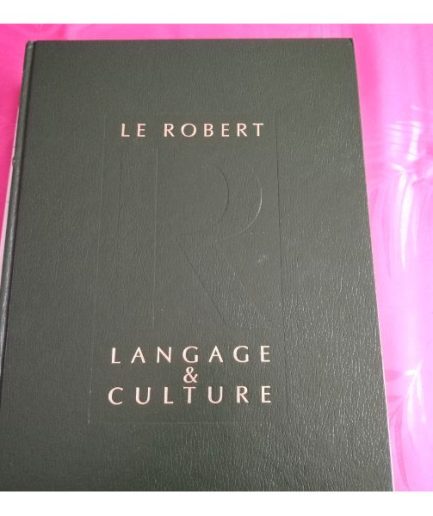 LE ROBERT
R
LANGAGE
&
CULTURE